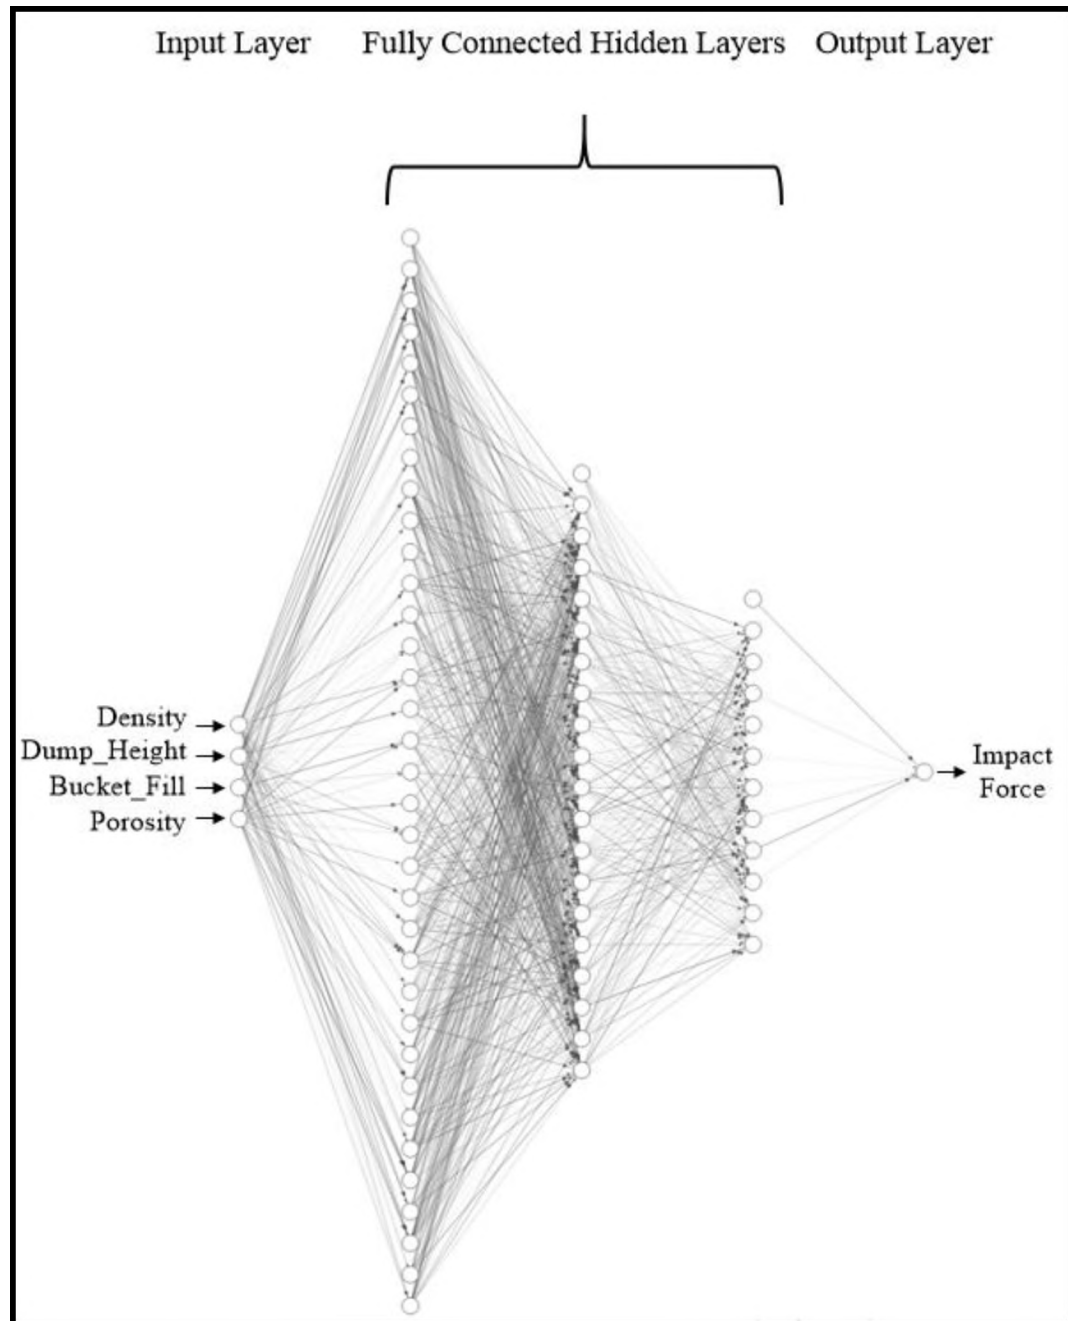 Input Layer
Fully Connected Hidden Layers
Output Layer
Density
Dump_Height
Bucket_Fill
Porosity
Impact
Force